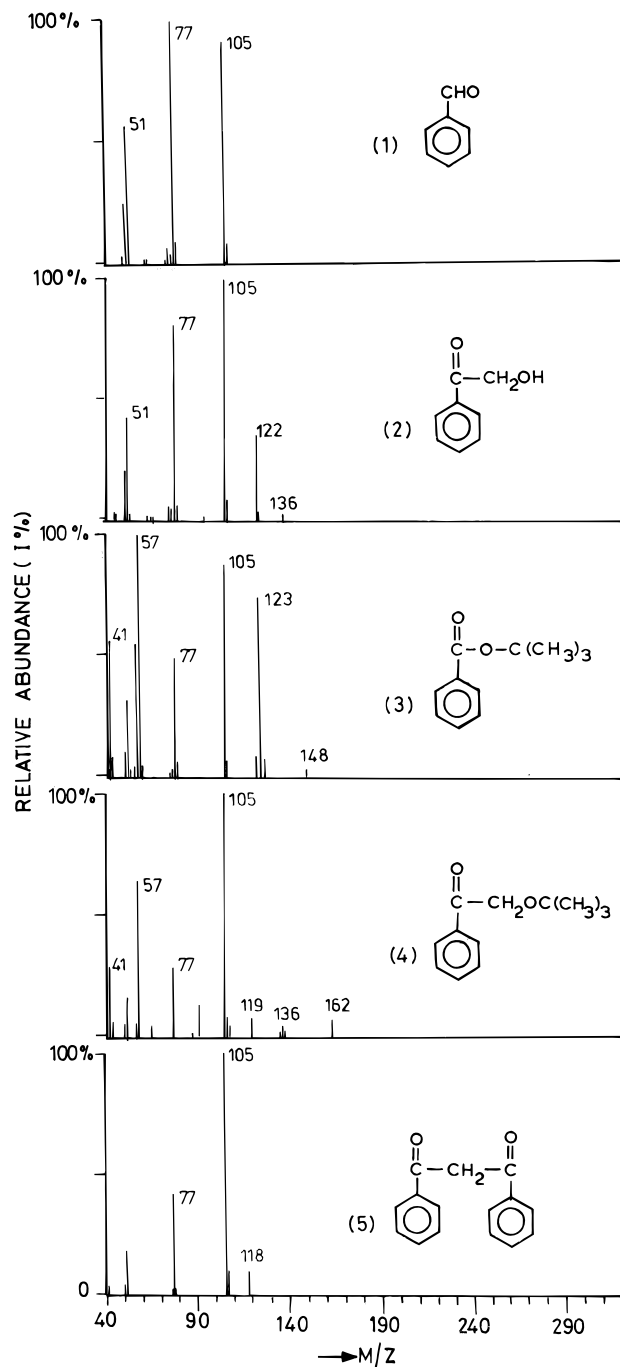 100%
77
105
51
CHO
(1)
100%
105
77
51
122
136
O
C—CH₂OH
(2)
100%
57
105
123
41
77
148
O
C—O—C(CH₃)₃
(3)
RELATIVE ABUNDANCE ( I %)
100%
105
57
41
77
119
136
162
O
C—CH₂OC(CH₃)₃
(4)
100%
105
77
118
O O
C—CH₂—C
(5)
0
40 90 140 190 240 290
→M/Z